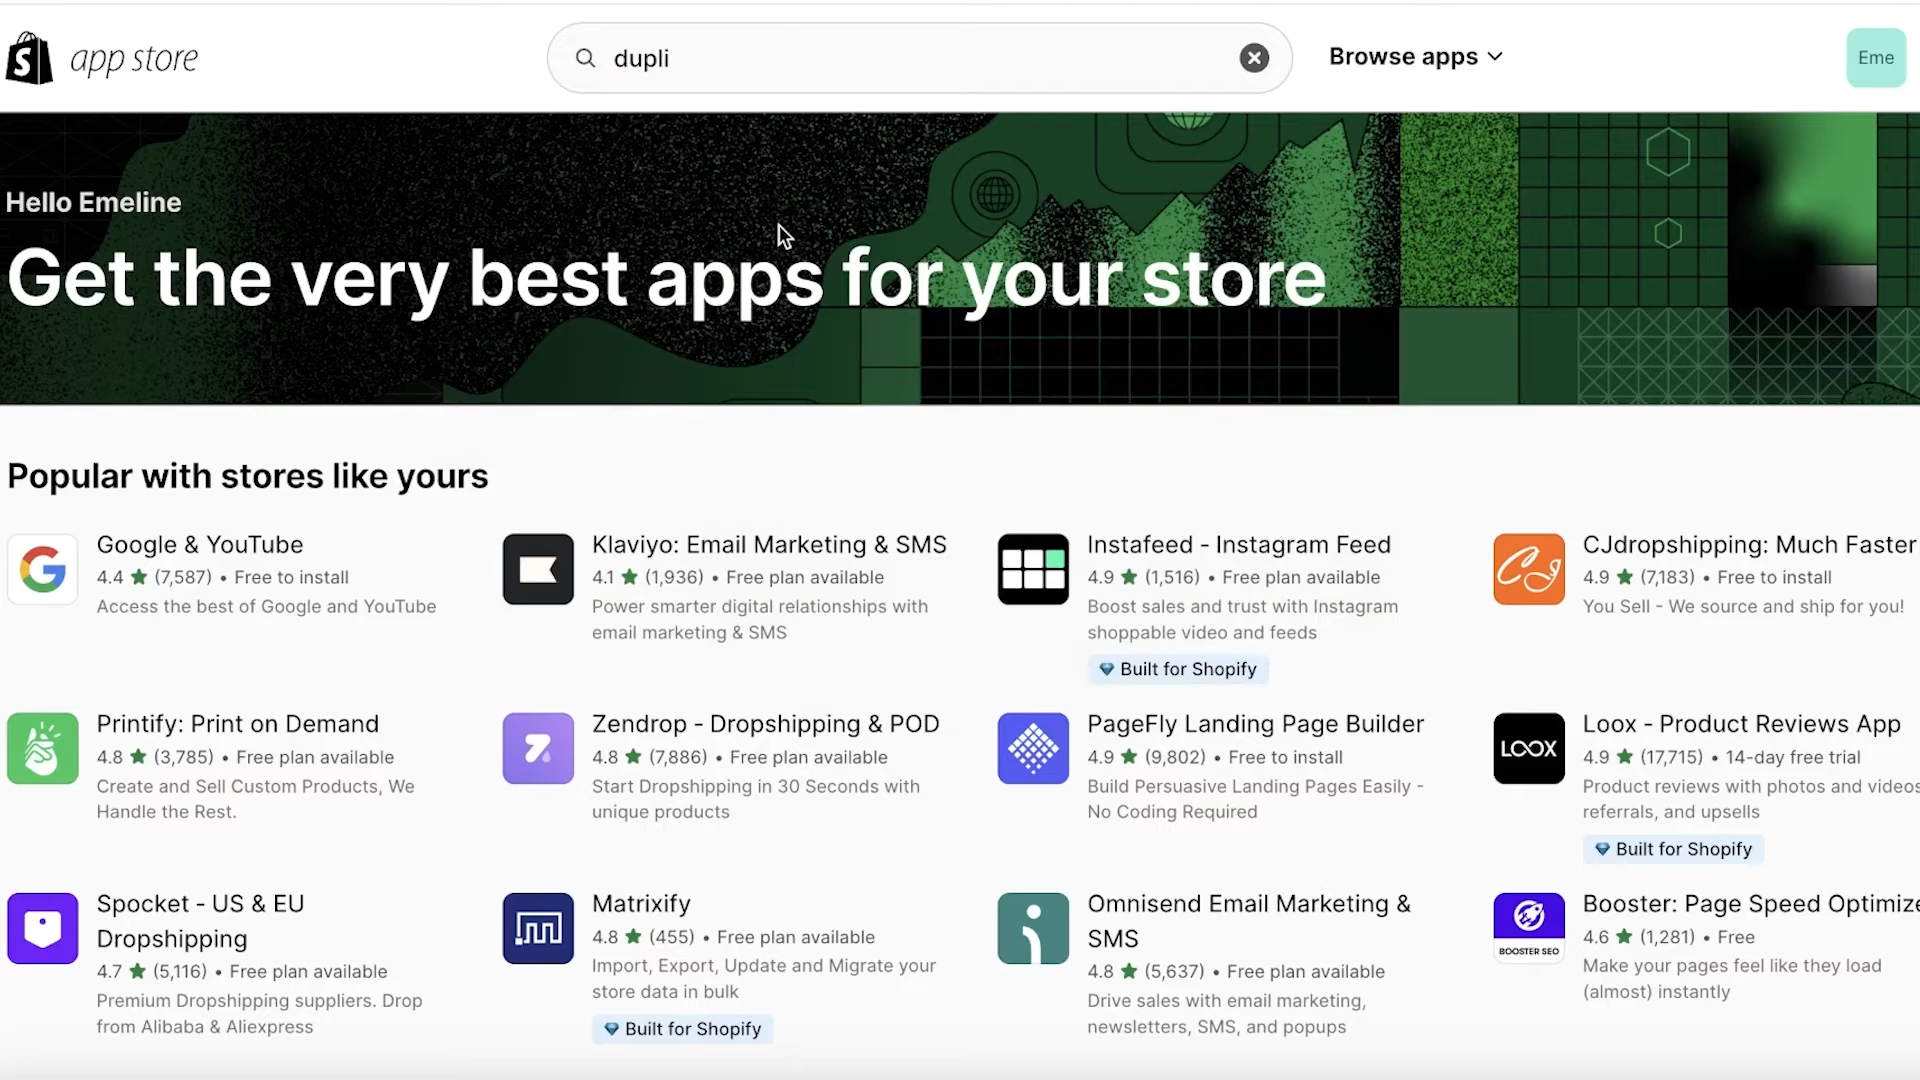 app store
dupli
Browse apps
Eme
Hello Emeline
Get the very best apps for your store
Popular with stores like yours
Google & YouTube
4.4 ★ (7,587) • Free to install
Access the best of Google and YouTube
Klaviyo: Email Marketing & SMS
4.1 ★ (1,936) • Free plan available
Power smarter digital relationships with
email marketing & SMS
Instafeed - Instagram Feed
4.9 ★ (1,516) • Free plan available
Boost sales and trust with Instagram
shoppable video and feeds
Built for Shopify
CJdropshipping: Much Faster
4.9 ★ (7,183) • Free to install
You Sell - We source and ship for you!
Printify: Print on Demand
4.8 ★ (3,785) • Free plan available
Create and Sell Custom Products, We
Handle the Rest.
Zendrop - Dropshipping & POD
4.8 ★ (7,886) • Free plan available
Start Dropshipping in 30 Seconds with
unique products
PageFly Landing Page Builder
4.9 ★ (9,802) • Free to install
Build Persuasive Landing Pages Easily -
No Coding Required
LOOX
Loox - Product Reviews App
4.9 ★ (17,715) • 14-day free trial
Product reviews with photos and videos
referrals, and upsells
Built for Shopify
Spocket - US & EU
Dropshipping
4.7 ★ (5,116) • Free plan available
Premium Dropshipping suppliers. Drop
from Alibaba & Aliexpress
Matrixify
4.8 ★ (455) • Free plan available
Import, Export, Update and Migrate your
store data in bulk
Built for Shopify
Omnisend Email Marketing &
SMS
4.8 ★ (5,637) • Free plan available
Drive sales with email marketing,
newsletters, SMS, and popups
BOOSTER SEO
Booster: Page Speed Optimize
4.6 ★ (1,281) • Free
Make your pages feel like they load
(almost) instantly